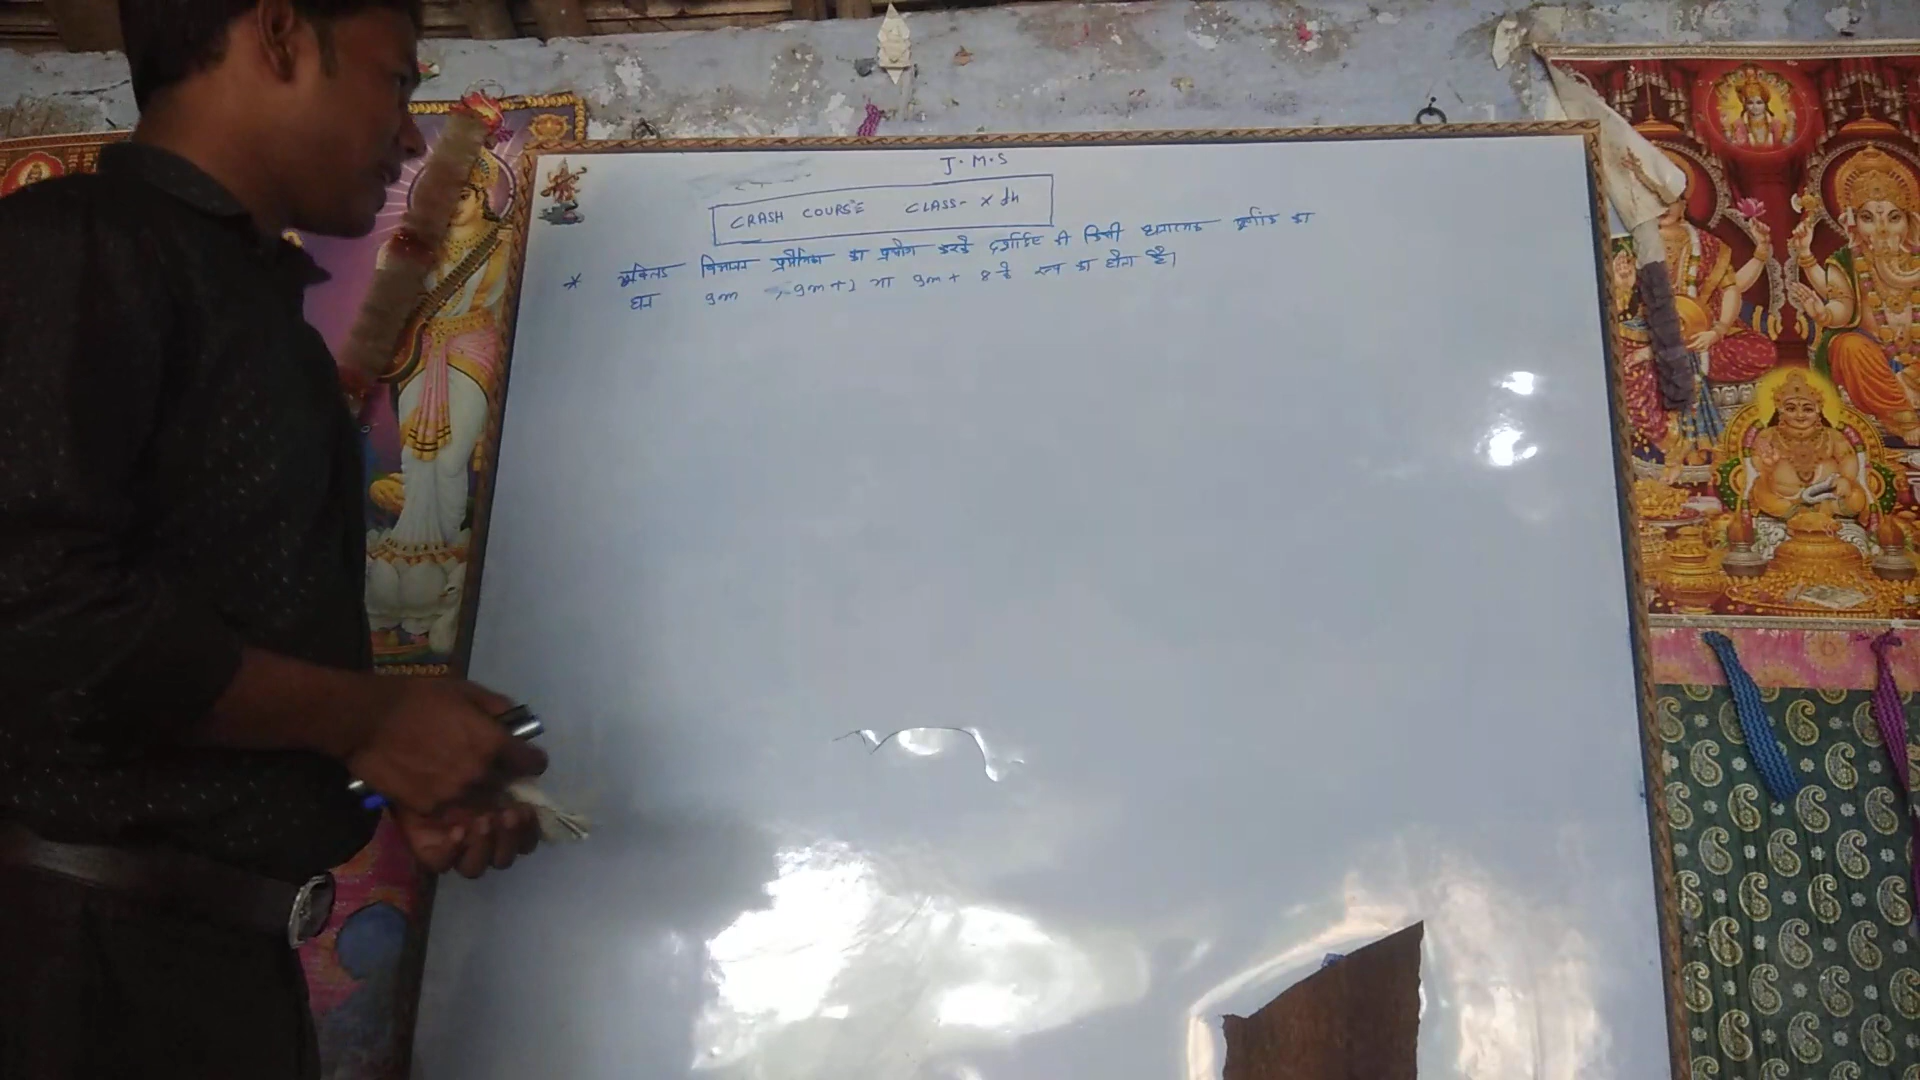 J.M.S
CRASH COURSE CLASS- X th
* युक्लिड विभाजन प्रमेयिका का प्रयोग करके दर्शाइए की किसी धनात्मक पूर्णांक का
घन 9m , 9m+1 या 9m+ 8 के रूप का होता है।